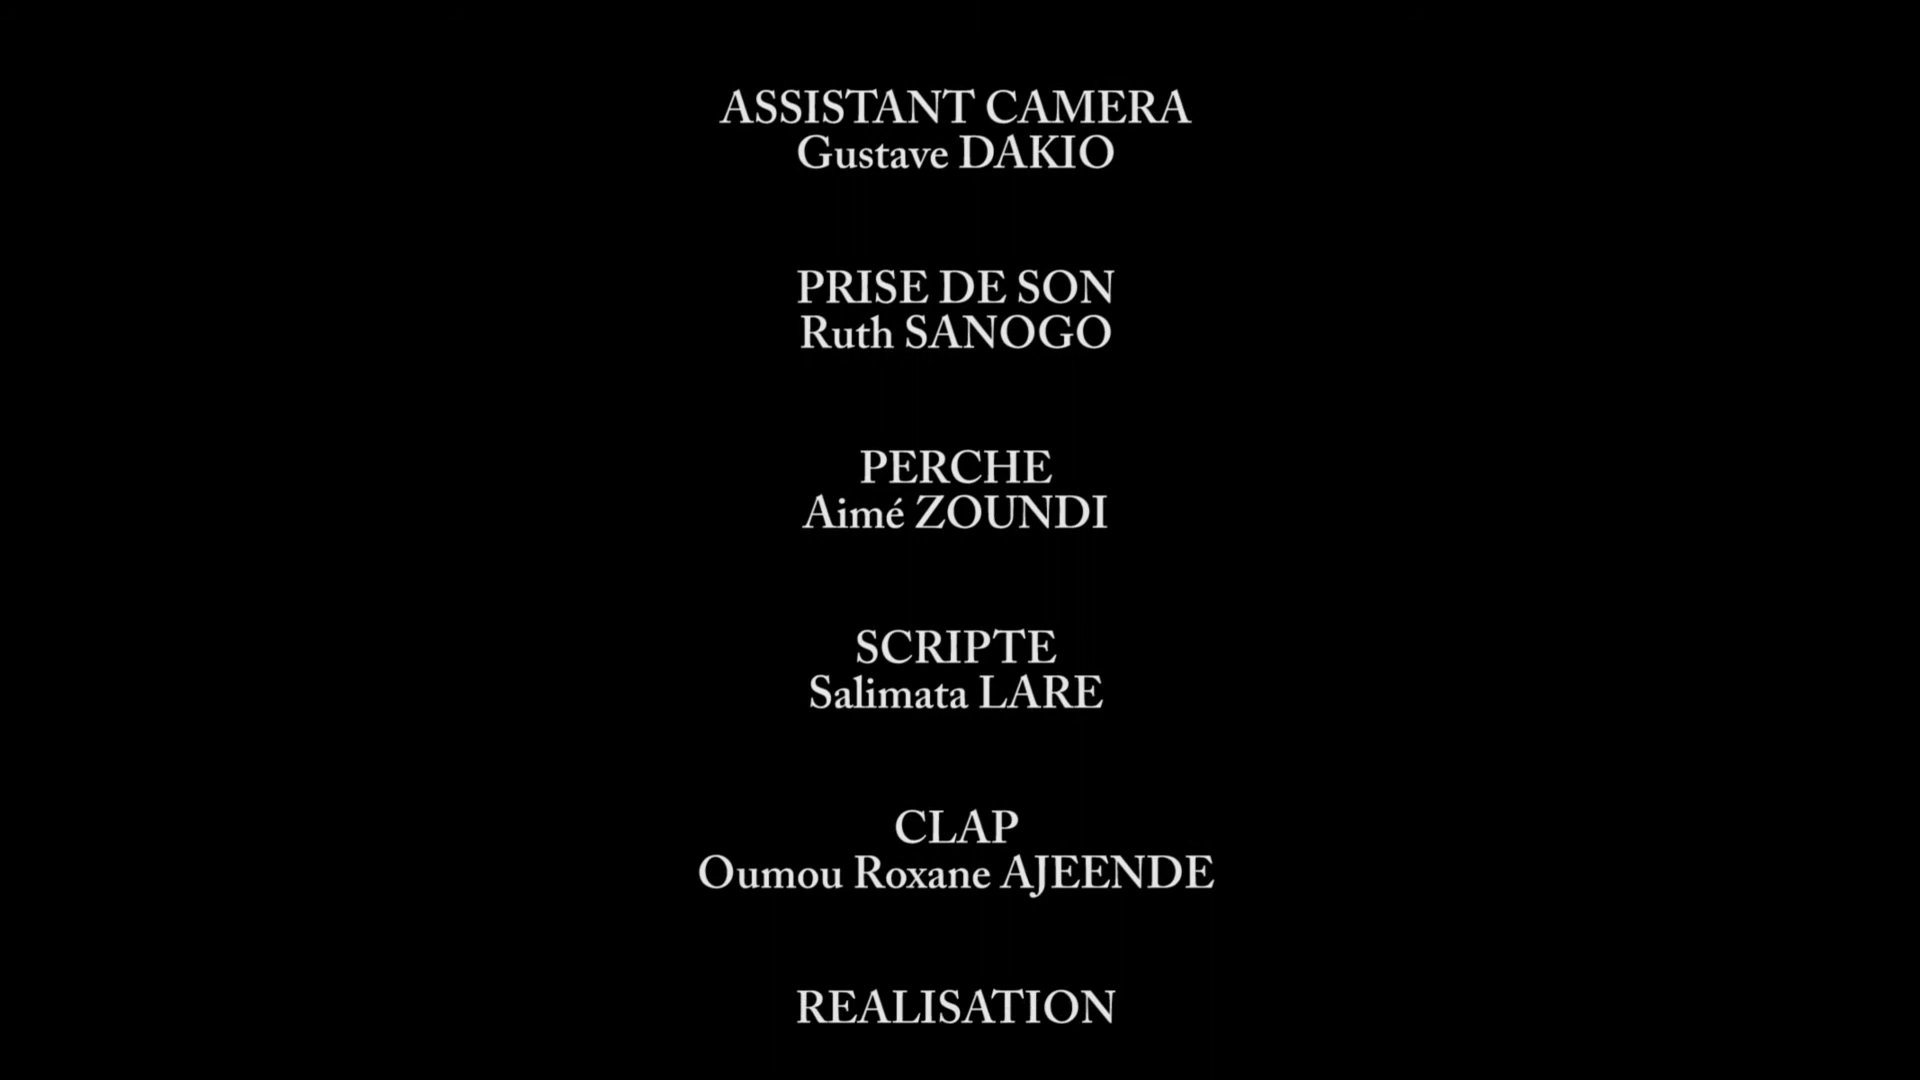 ASSISTANT CAMERA
Gustave DAKIO
PRISE DE SON
Ruth SANOGO
PERCHE
Aimé ZOUNDI
SCRIPTE
Salimata LARE
CLAP
Oumou Roxane AJEENDE
REALISATION